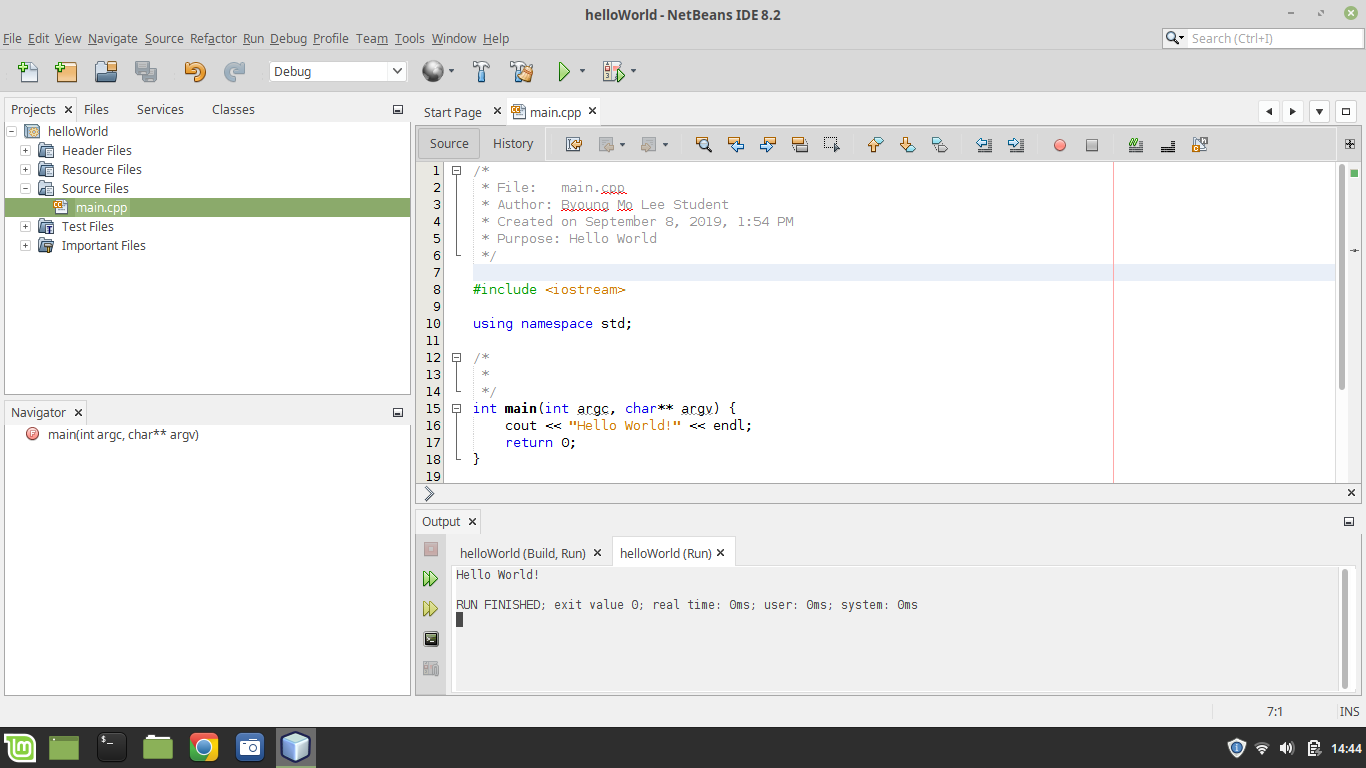 helloWorld - NetBeans IDE 8.2
File Edit View Navigate Source Refactor Run Debug Profile Team Tools Window Help
Search (Ctrl+I)
Debug
Projects Files Services Classes
helloWorld
Header Files
Resource Files
Source Files
main.cpp
Test Files
Important Files
Navigator
main(int argc, char** argv)
Start Page main.cpp
Source History
1 /*
2  * File:   main.cpp
3  * Author: Byoung Mo Lee Student
4  * Created on September 8, 2019, 1:54 PM
5  * Purpose: Hello World
6  */
7
8 #include <iostream>
9
10 using namespace std;
11
12 /*
13  *
14  */
15 int main(int argc, char** argv) {
16     cout << "Hello World!" << endl;
17     return 0;
18 }
19
Output
helloWorld (Build, Run) helloWorld (Run)
Hello World!
RUN FINISHED; exit value 0; real time: 0ms; user: 0ms; system: 0ms
7:1 INS
14:44